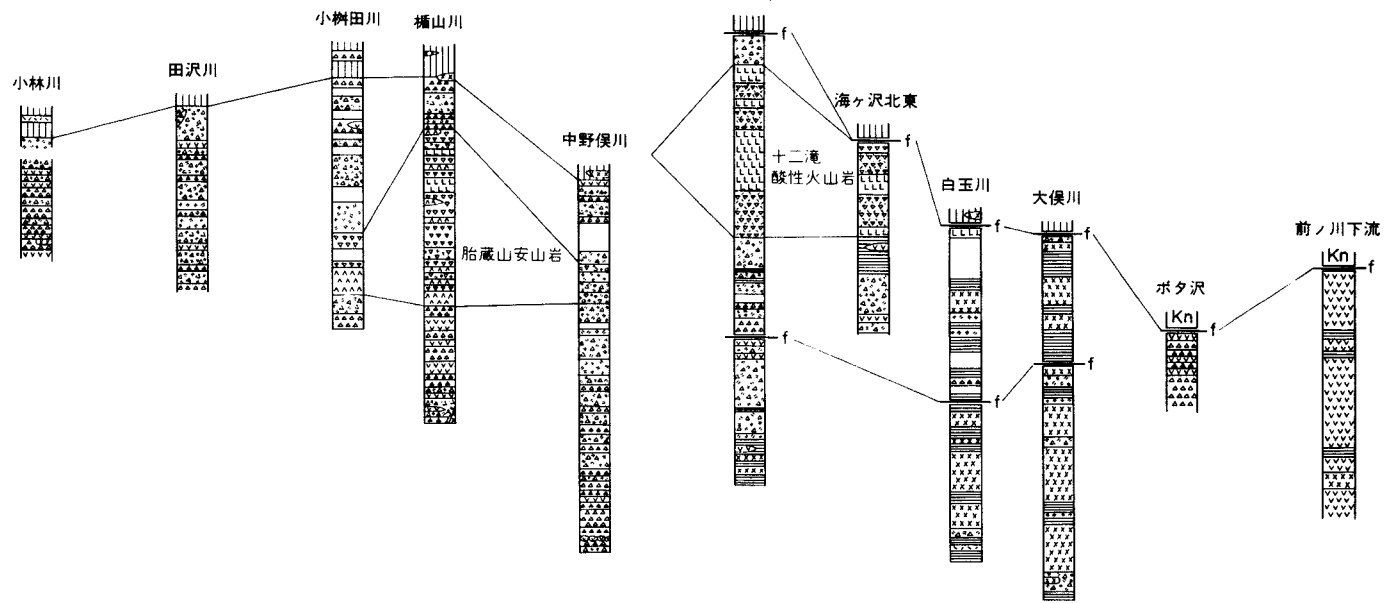 小林川
田沢川
小桝田川
楯山川
中野俣川
胎蔵山安山岩
f
f
十二滝
酸性火山岩
海ヶ沢北東
f
白玉川
f
f
大俣川
f
f
ボタ沢
Kn
f
前ノ川下流
Kn
f